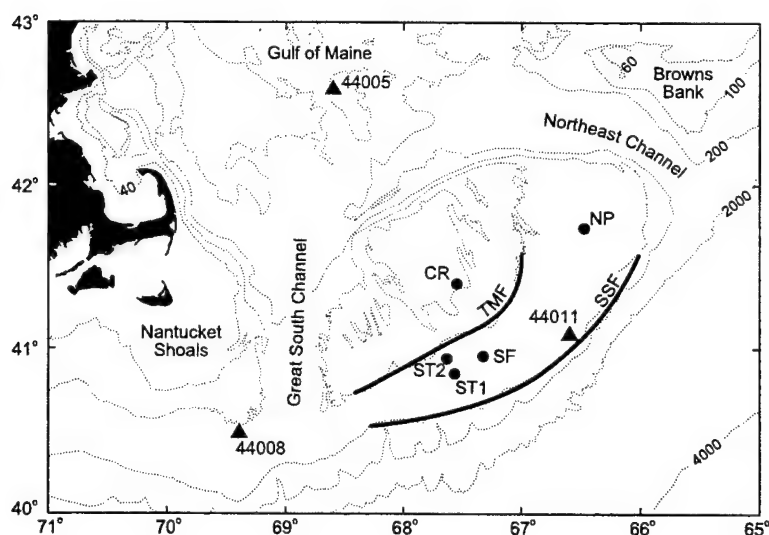 43°
Gulf of Maine
44005
60
Browns
Bank
100
Northeast Channel
200
42°
40
2000
NP
CR
TMF
SSF
44011
Great South Channel
Nantucket
Shoals
41°
ST2
SF
ST1
44008
4000
40°
71° 70° 69° 68° 67° 66° 65°